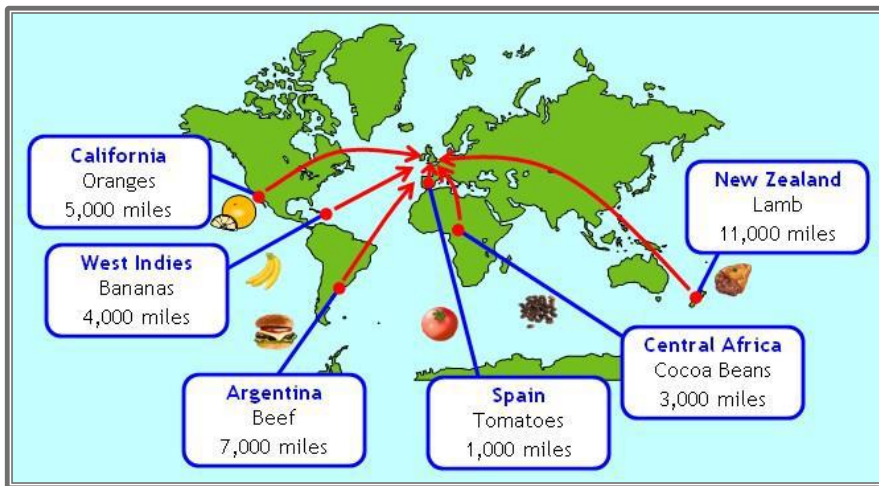 California
Oranges
5,000 miles
West Indies
Bananas
4,000 miles
Argentina
Beef
7,000 miles
Spain
Tomatoes
1,000 miles
Central Africa
Cocoa Beans
3,000 miles
New Zealand
Lamb
11,000 miles